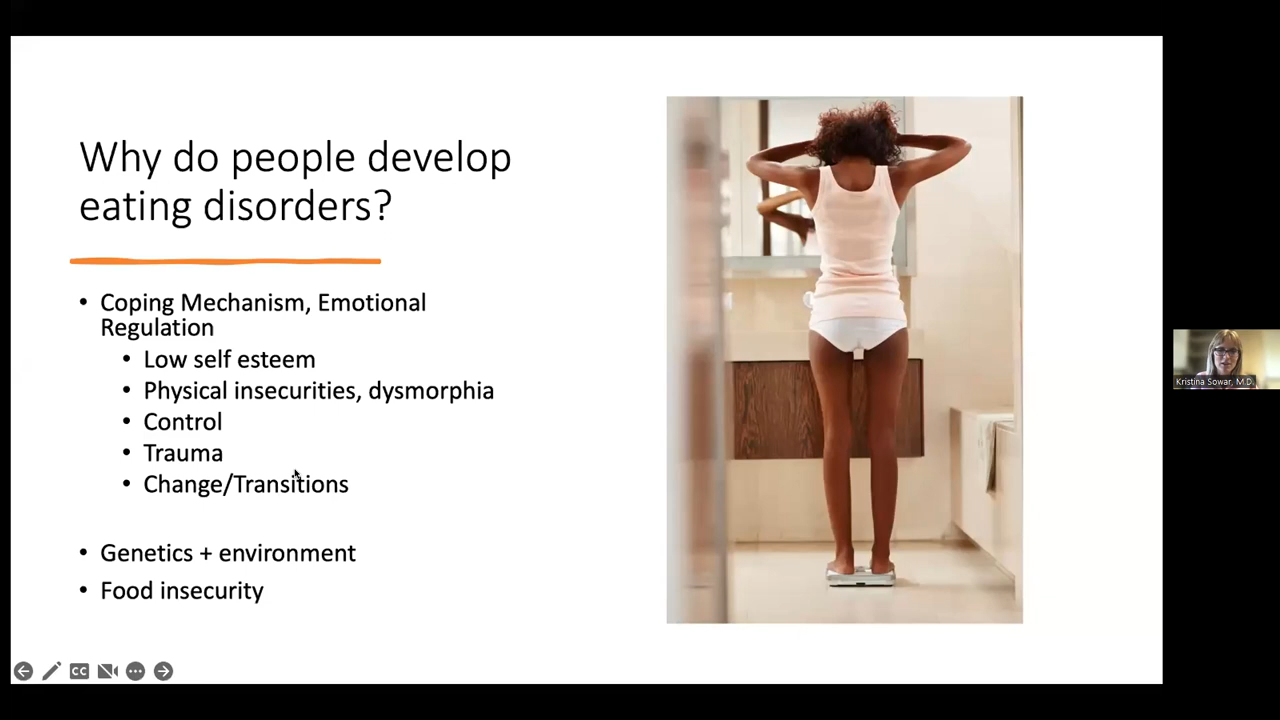 Why do people develop
eating disorders?
• Coping Mechanism, Emotional
Regulation
• Low self esteem
• Physical insecurities, dysmorphia
• Control
• Trauma
• Change/Transitions
• Genetics + environment
• Food insecurity
CC
Kristina Sowar, M.D.